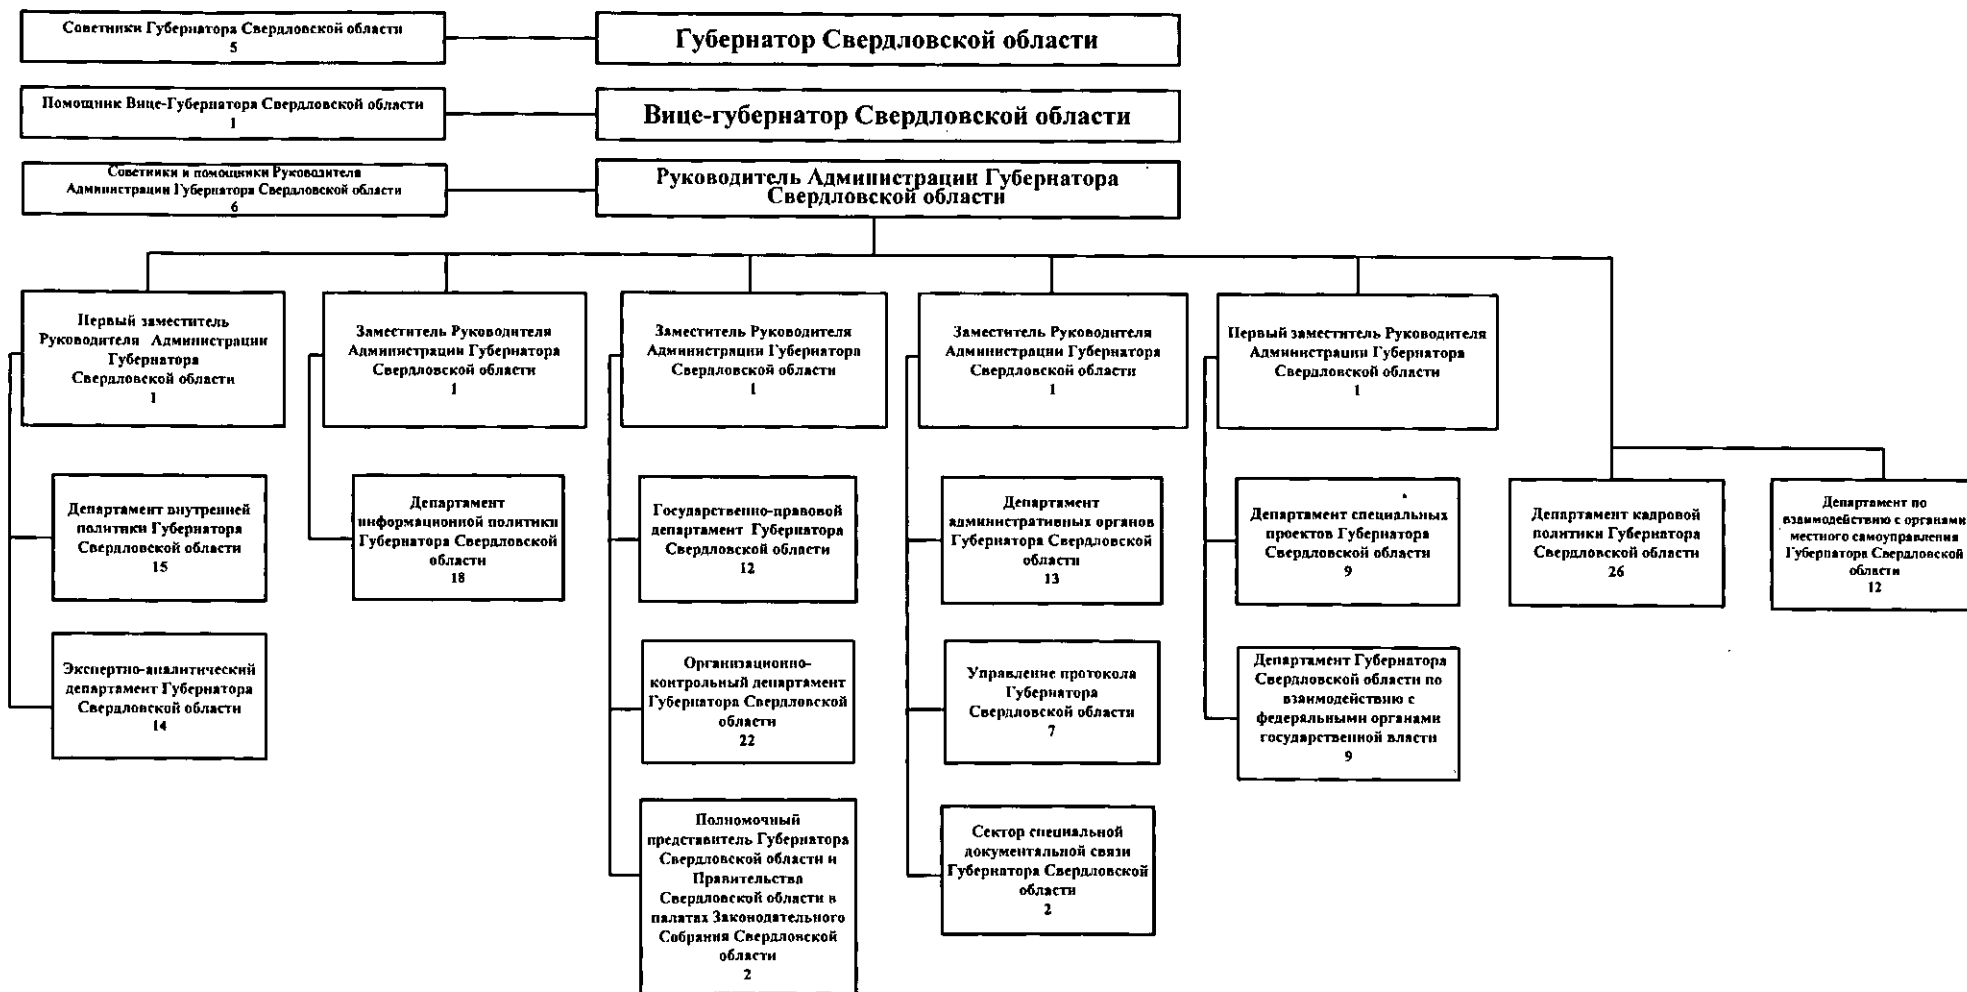 Советники Губернатора Свердловской области
5
Губернатор Свердловской области
Помощник Вице-Губернатора Свердловской области
1
Вице-губернатор Свердловской области
Советники и помощники Руководителя
Администрации Губернатора Свердловской области
6
Руководитель Администрации Губернатора
Свердловской области
Первый заместитель
Руководителя Администрации
Губернатора
Свердловской области
1
Заместитель Руководителя
Администрации Губернатора
Свердловской области
1
Заместитель Руководителя
Администрации Губернатора
Свердловской области
1
Заместитель Руководителя
Администрации Губернатора
Свердловской области
1
Первый заместитель Руководителя
Администрации Губернатора
Свердловской области
1
Департамент внутренней
политики Губернатора
Свердловской области
15
Департамент
информационной политики
Губернатора Свердловской
области
18
Государственно-правовой
департамент Губернатора
Свердловской области
12
Департамент
административных органов
Губернатора Свердловской
области
13
Департамент специальных
проектов Губернатора
Свердловской области
9
Департамент кадровой
политики Губернатора
Свердловской области
26
Департамент по
взаимодействию с органами
местного самоуправления
Губернатора Свердловской
области
12
Экспертно-аналитический
департамент Губернатора
Свердловской области
14
Организационно-
контрольный департамент
Губернатора Свердловской
области
22
Управление протокола
Губернатора
Свердловской области
7
Департамент Губернатора
Свердловской области по
взаимодействию с
федеральными органами
государственной власти
9
Полномочный
представитель Губернатора
Свердловской области и
Правительства
Свердловской области в
палатах Законодательного
Собрания Свердловской
области
2
Сектор специальной
документальной связи
Губернатора Свердловской
области
2